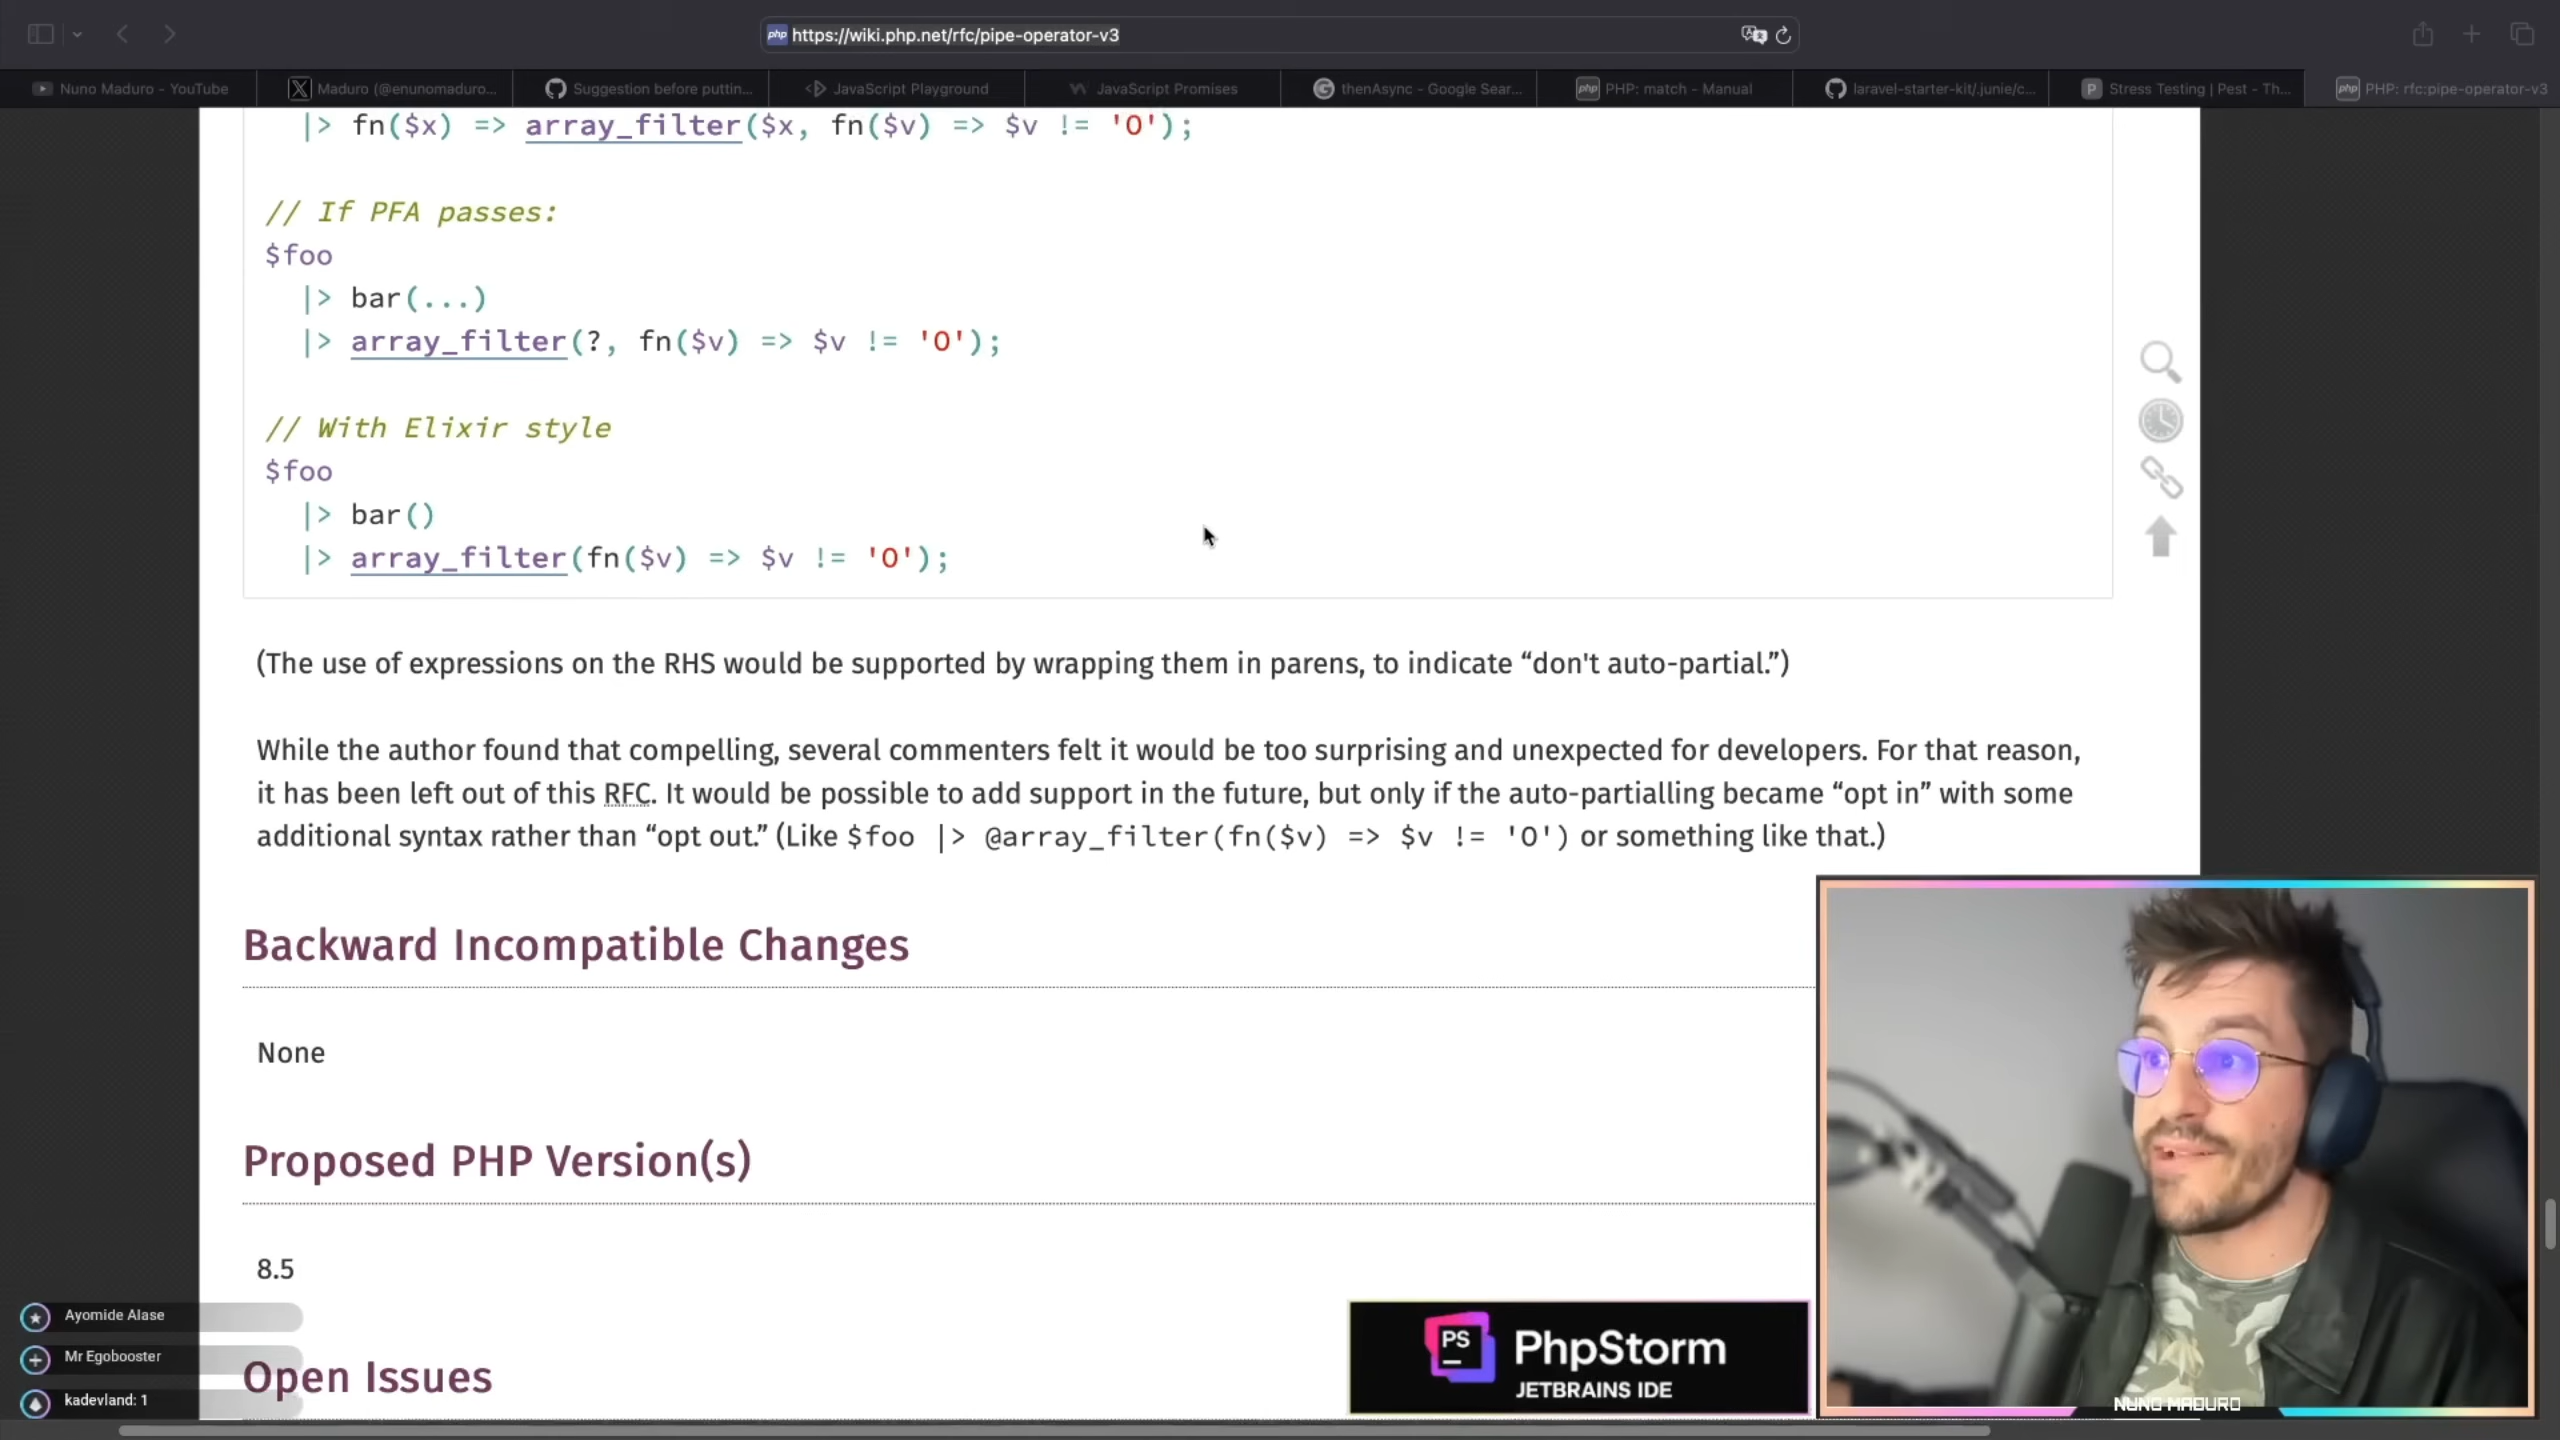 https://wiki.php.net/rfc/pipe-operator-v3
Nuno Maduro - YouTube
Maduro (@enunomaduro...
Suggestion before puttin...
JavaScript Playground
JavaScript Promises
thenAsync - Google Sear...
PHP: match - Manual
laravel-starter-kit/.junie/c...
Stress Testing | Pest - Th...
PHP: rfc:pipe-operator-v3
|> fn($x) => array_filter($x, fn($v) => $v != 'O');
// If PFA passes:
$foo
|> bar(...)
|> array_filter(?, fn($v) => $v != 'O');
// With Elixir style
$foo
|> bar()
|> array_filter(fn($v) => $v != 'O');
(The use of expressions on the RHS would be supported by wrapping them in parens, to indicate “don't auto-partial.”)
While the author found that compelling, several commenters felt it would be too surprising and unexpected for developers. For that reason,
it has been left out of this RFC. It would be possible to add support in the future, but only if the auto-partialling became “opt in” with some
additional syntax rather than “opt out.” (Like $foo |> @array_filter(fn($v) => $v != 'O') or something like that.)
Backward Incompatible Changes
None
Proposed PHP Version(s)
8.5
Open Issues
Ayomide Alase
Mr Egobooster
kadevland: 1
PS
PhpStorm
JETBRAINS IDE
NUNO MADURO